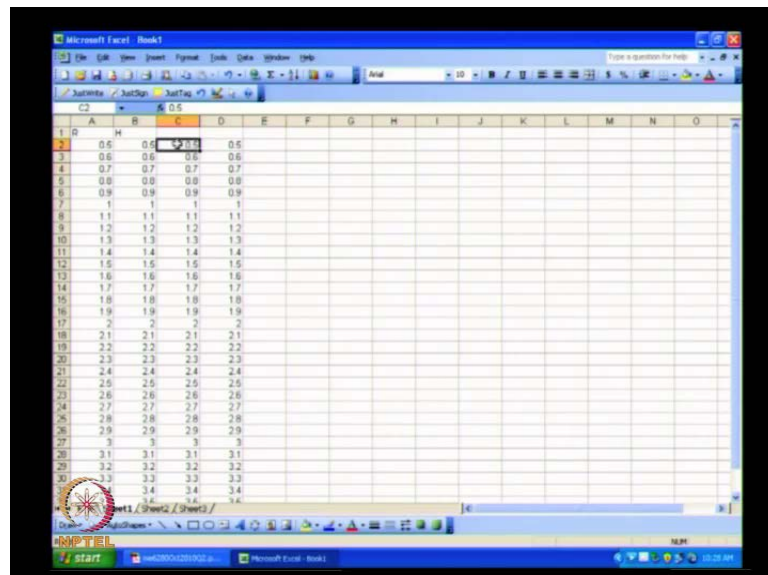 Microsoft Excel - Book1
File Edit View Insert Format Tools Data Window Help Type a question for help
Arial 10 B I U
JustWrite JustSign JustTag
C2 0.5
A B C D E F G H I J K L M N O
1 R H
2 0.5 0.5 0.5 0.5
3 0.6 0.6 0.6 0.6
4 0.7 0.7 0.7 0.7
5 0.8 0.8 0.8 0.8
6 0.9 0.9 0.9 0.9
7 1 1 1 1
8 1.1 1.1 1.1 1.1
9 1.2 1.2 1.2 1.2
10 1.3 1.3 1.3 1.3
11 1.4 1.4 1.4 1.4
12 1.5 1.5 1.5 1.5
13 1.6 1.6 1.6 1.6
14 1.7 1.7 1.7 1.7
15 1.8 1.8 1.8 1.8
16 1.9 1.9 1.9 1.9
17 2 2 2 2
18 2.1 2.1 2.1 2.1
19 2.2 2.2 2.2 2.2
20 2.3 2.3 2.3 2.3
21 2.4 2.4 2.4 2.4
22 2.5 2.5 2.5 2.5
23 2.6 2.6 2.6 2.6
24 2.7 2.7 2.7 2.7
25 2.8 2.8 2.8 2.8
26 2.9 2.9 2.9 2.9
27 3 3 3 3
28 3.1 3.1 3.1 3.1
29 3.2 3.2 3.2 3.2
30 3.3 3.3 3.3 3.3
3.4 3.4 3.4
Sheet2 / Sheet3 /
AutoShapes
NPTEL
NUM
start Microsoft Excel - Book1 10:28 AM